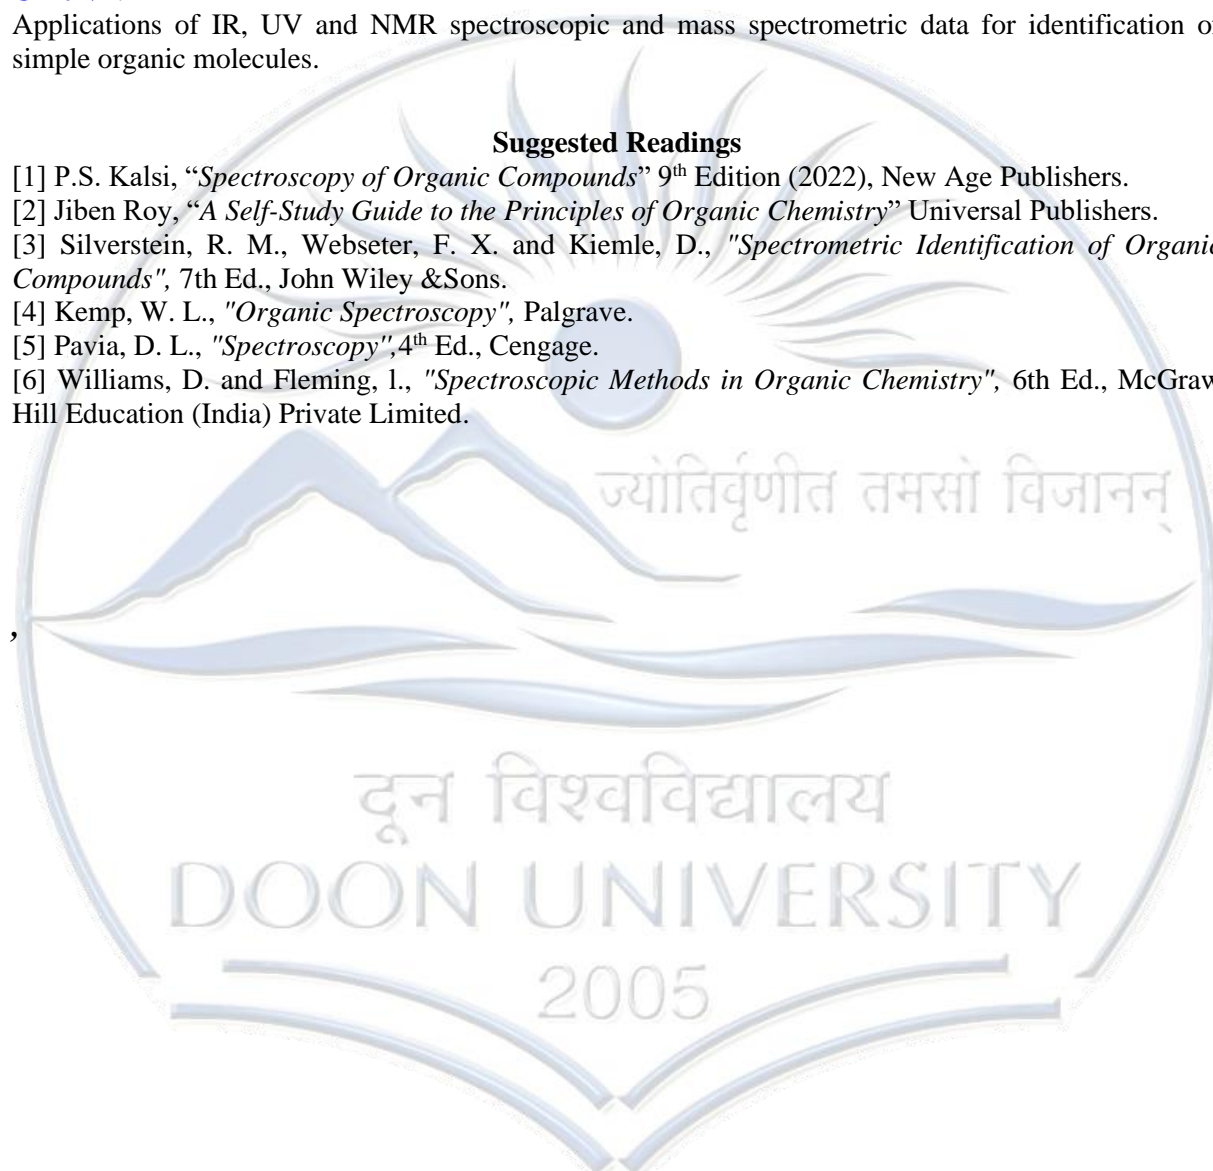 Applications of IR, UV and NMR spectroscopic and mass spectrometric data for identification of
simple organic molecules.
Suggested Readings
[1] P.S. Kalsi, “Spectroscopy of Organic Compounds” 9th Edition (2022), New Age Publishers.
[2] Jiben Roy, “A Self-Study Guide to the Principles of Organic Chemistry” Universal Publishers.
[3] Silverstein, R. M., Webseter, F. X. and Kiemle, D., "Spectrometric Identification of Organic
Compounds", 7th Ed., John Wiley &Sons.
[4] Kemp, W. L., "Organic Spectroscopy", Palgrave.
[5] Pavia, D. L., "Spectroscopy",4th Ed., Cengage.
[6] Williams, D. and Fleming, l., "Spectroscopic Methods in Organic Chemistry", 6th Ed., McGraw
Hill Education (India) Private Limited.
ज्योतिर्वृणीत तमसो विजानन्
,
दून विश्वविद्यालय
DOON UNIVERSITY
2005